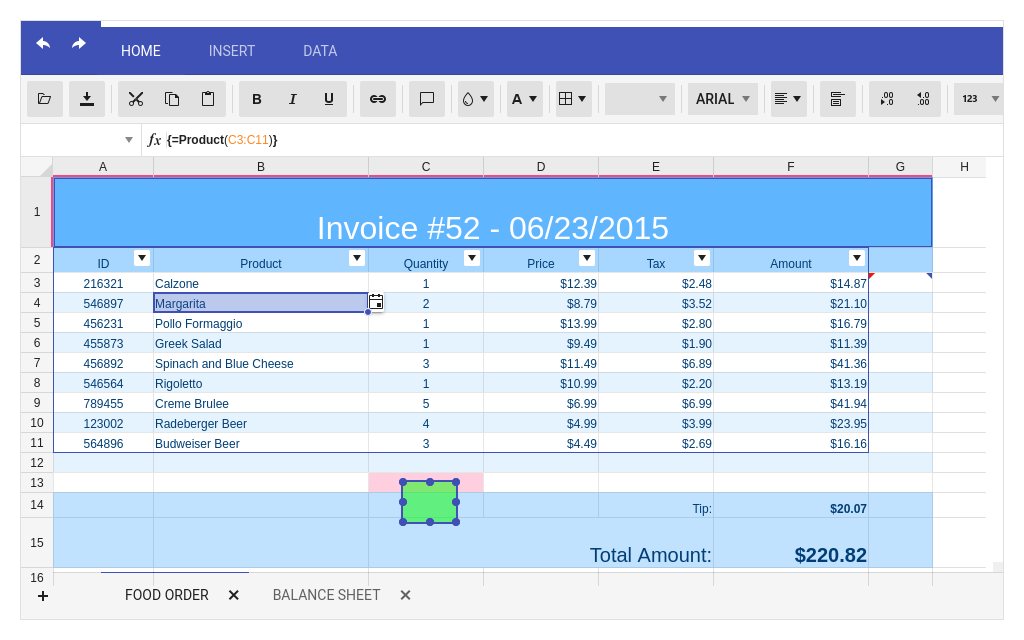 HOME INSERT DATA
B I U A ARIAL .00 .00 123
fx {=Product(C3:C11)}
A B C D E F G H
1 Invoice #52 - 06/23/2015
2 ID Product Quantity Price Tax Amount
3 216321 Calzone 1 $12.39 $2.48 $14.87
4 546897 Margarita 2 $8.79 $3.52 $21.10
5 456231 Pollo Formaggio 1 $13.99 $2.80 $16.79
6 455873 Greek Salad 1 $9.49 $1.90 $11.39
7 456892 Spinach and Blue Cheese 3 $11.49 $6.89 $41.36
8 546564 Rigoletto 1 $10.99 $2.20 $13.19
9 789455 Creme Brulee 5 $6.99 $6.99 $41.94
10 123002 Radeberger Beer 4 $4.99 $3.99 $23.95
11 564896 Budweiser Beer 3 $4.49 $2.69 $16.16
12
13
14 Tip: $20.07
15 Total Amount: $220.82
16
+ FOOD ORDER × BALANCE SHEET ×